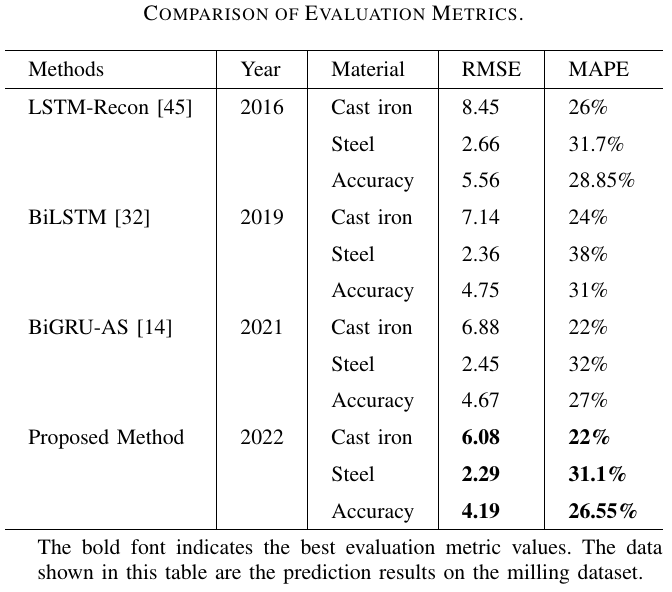 COMPARISON OF EVALUATION METRICS.
Methods Year Material RMSE MAPE
LSTM-Recon [45] 2016 Cast iron 8.45 26%
Steel 2.66 31.7%
Accuracy 5.56 28.85%
BiLSTM [32] 2019 Cast iron 7.14 24%
Steel 2.36 38%
Accuracy 4.75 31%
BiGRU-AS [14] 2021 Cast iron 6.88 22%
Steel 2.45 32%
Accuracy 4.67 27%
Proposed Method 2022 Cast iron 6.08 22%
Steel 2.29 31.1%
Accuracy 4.19 26.55%
The bold font indicates the best evaluation metric values. The data
shown in this table are the prediction results on the milling dataset.